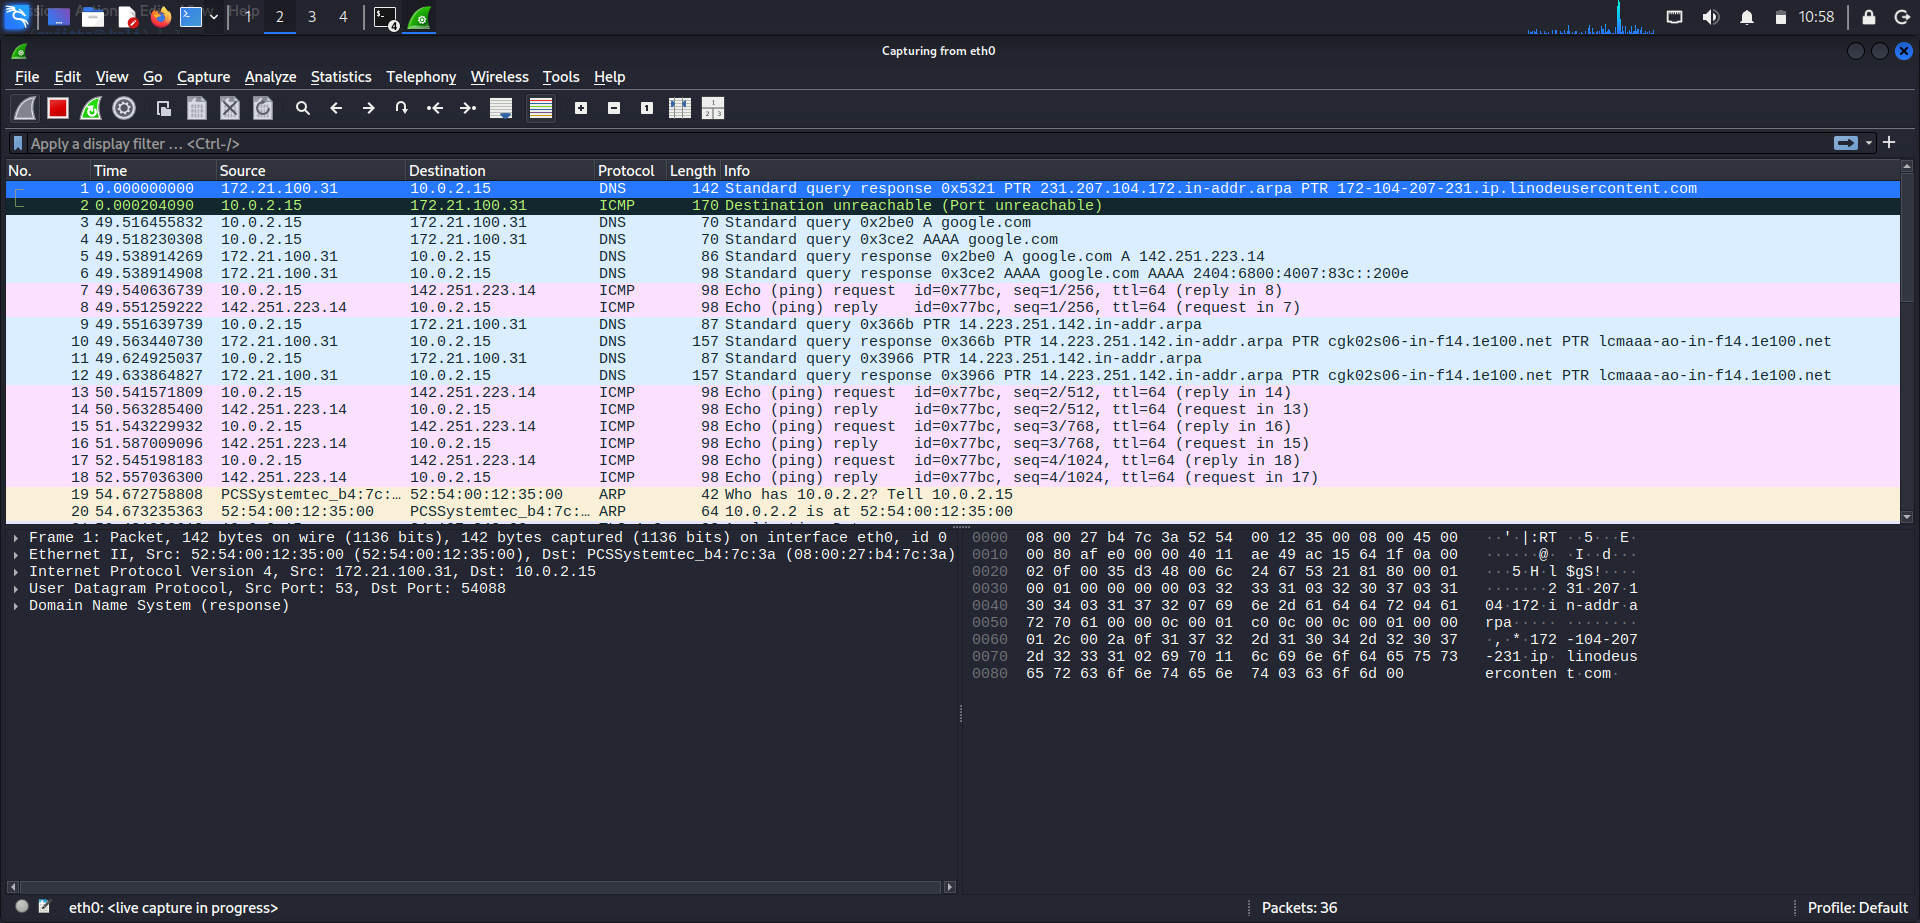 1 2 3 4 4 10:58
Capturing from eth0
File Edit View Go Capture Analyze Statistics Telephony Wireless Tools Help
Apply a display filter … <Ctrl-/>
No. Time Source Destination Protocol Length Info
1 0.000000000 172.21.100.31 10.0.2.15 DNS 142 Standard query response 0x5321 PTR 231.207.104.172.in-addr.arpa PTR 172-104-207-231.ip.linodeusercontent.com
2 0.000204090 10.0.2.15 172.21.100.31 ICMP 170 Destination unreachable (Port unreachable)
3 49.516455832 10.0.2.15 172.21.100.31 DNS 70 Standard query 0x2be0 A google.com
4 49.518230308 10.0.2.15 172.21.100.31 DNS 70 Standard query 0x3ce2 AAAA google.com
5 49.538914269 172.21.100.31 10.0.2.15 DNS 86 Standard query response 0x2be0 A google.com A 142.251.223.14
6 49.538914908 172.21.100.31 10.0.2.15 DNS 98 Standard query response 0x3ce2 AAAA google.com AAAA 2404:6800:4007:83c::200e
7 49.540636739 10.0.2.15 142.251.223.14 ICMP 98 Echo (ping) request id=0x77bc, seq=1/256, ttl=64 (reply in 8)
8 49.551259222 142.251.223.14 10.0.2.15 ICMP 98 Echo (ping) reply id=0x77bc, seq=1/256, ttl=64 (request in 7)
9 49.551639739 10.0.2.15 172.21.100.31 DNS 87 Standard query 0x366b PTR 14.223.251.142.in-addr.arpa
10 49.563440730 172.21.100.31 10.0.2.15 DNS 157 Standard query response 0x366b PTR 14.223.251.142.in-addr.arpa PTR cgk02s06-in-f14.1e100.net PTR lcmaaa-ao-in-f14.1e100.net
11 49.624925037 10.0.2.15 172.21.100.31 DNS 87 Standard query 0x3966 PTR 14.223.251.142.in-addr.arpa
12 49.633864827 172.21.100.31 10.0.2.15 DNS 157 Standard query response 0x3966 PTR 14.223.251.142.in-addr.arpa PTR cgk02s06-in-f14.1e100.net PTR lcmaaa-ao-in-f14.1e100.net
13 50.541571809 10.0.2.15 142.251.223.14 ICMP 98 Echo (ping) request id=0x77bc, seq=2/512, ttl=64 (reply in 14)
14 50.563285400 142.251.223.14 10.0.2.15 ICMP 98 Echo (ping) reply id=0x77bc, seq=2/512, ttl=64 (request in 13)
15 51.543229932 10.0.2.15 142.251.223.14 ICMP 98 Echo (ping) request id=0x77bc, seq=3/768, ttl=64 (reply in 16)
16 51.587009096 142.251.223.14 10.0.2.15 ICMP 98 Echo (ping) reply id=0x77bc, seq=3/768, ttl=64 (request in 15)
17 52.545198183 10.0.2.15 142.251.223.14 ICMP 98 Echo (ping) request id=0x77bc, seq=4/1024, ttl=64 (reply in 18)
18 52.557036300 142.251.223.14 10.0.2.15 ICMP 98 Echo (ping) reply id=0x77bc, seq=4/1024, ttl=64 (request in 17)
19 54.672758808 PCSSystemtec_b4:7c:… 52:54:00:12:35:00 ARP 42 Who has 10.0.2.2? Tell 10.0.2.15
20 54.673235363 52:54:00:12:35:00 PCSSystemtec_b4:7c:… ARP 64 10.0.2.2 is at 52:54:00:12:35:00
Frame 1: Packet, 142 bytes on wire (1136 bits), 142 bytes captured (1136 bits) on interface eth0, id 0
Ethernet II, Src: 52:54:00:12:35:00 (52:54:00:12:35:00), Dst: PCSSystemtec_b4:7c:3a (08:00:27:b4:7c:3a)
Internet Protocol Version 4, Src: 172.21.100.31, Dst: 10.0.2.15
User Datagram Protocol, Src Port: 53, Dst Port: 54088
Domain Name System (response)
0000 08 00 27 b4 7c 3a 52 54 00 12 35 00 08 00 45 00 ··'·|:RT ··5···E·
0010 00 80 af e0 00 00 40 11 ae 49 ac 15 64 1f 0a 00 ······@· ·I··d···
0020 02 0f 00 35 d3 48 00 6c 24 67 53 21 81 80 00 01 ···5·H·l $gS!····
0030 00 01 00 00 00 00 03 32 33 31 03 32 30 37 03 31 ·······2 31·207·1
0040 30 34 03 31 37 32 07 69 6e 2d 61 64 64 72 04 61 04·172·i n-addr·a
0050 72 70 61 00 00 0c 00 01 c0 0c 00 0c 00 01 00 00 rpa····· ········
0060 01 2c 00 2a 0f 31 37 32 2d 31 30 34 2d 32 30 37 ·,·*·172 -104-207
0070 2d 32 33 31 02 69 70 11 6c 69 6e 6f 64 65 75 73 -231·ip· linodeus
0080 65 72 63 6f 6e 74 65 6e 74 03 63 6f 6d 00 erconten t·com·
eth0: <live capture in progress> Packets: 36 Profile: Default